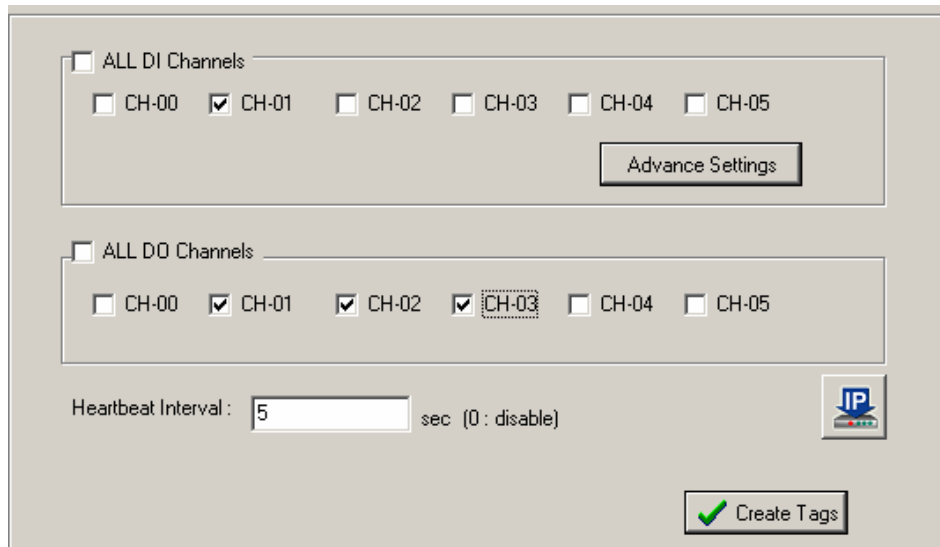 ALL DI Channels
CH-00 CH-01 CH-02 CH-03 CH-04 CH-05
Advance Settings
ALL DO Channels
CH-00 CH-01 CH-02 CH-03 CH-04 CH-05
Heartbeat Interval : 5 sec (0 : disable)
IP
Create Tags